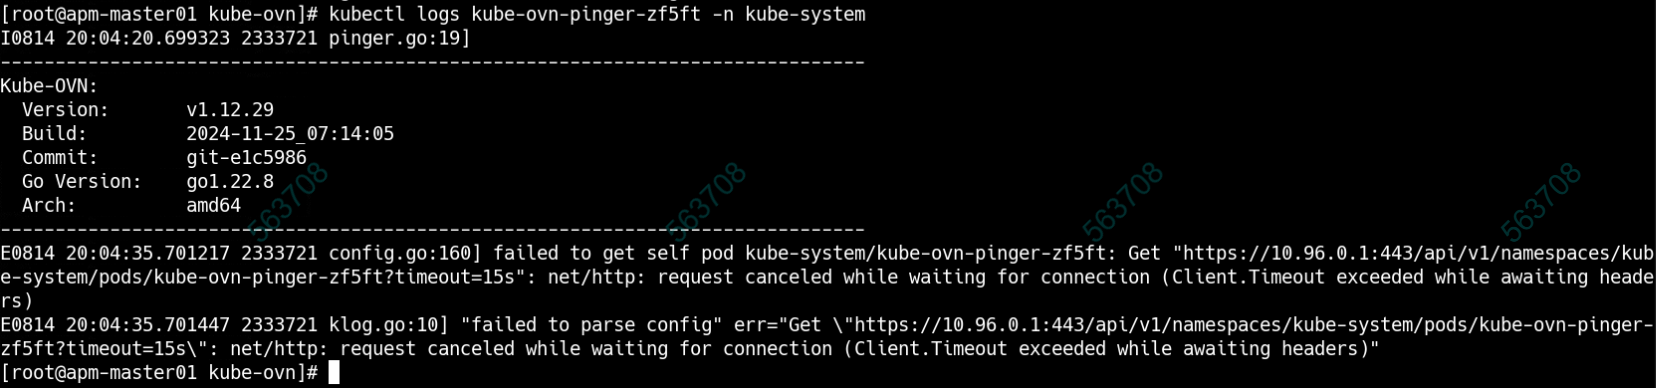 [root@apm-master01 kube-ovn]# kubectl logs kube-ovn-pinger-zf5ft -n kube-system
I0814 20:04:20.699323 2333721 pinger.go:19]
-------------------------------------------------------------------------------
Kube-OVN:
  Version:       v1.12.29
  Build:         2024-11-25_07:14:05
  Commit:        git-e1c5986
  Go Version:    go1.22.8
  Arch:          amd64
-------------------------------------------------------------------------------
563708 563708 563708 563708
E0814 20:04:35.701217 2333721 config.go:160] failed to get self pod kube-system/kube-ovn-pinger-zf5ft: Get "https://10.96.0.1:443/api/v1/namespaces/kub
e-system/pods/kube-ovn-pinger-zf5ft?timeout=15s": net/http: request canceled while waiting for connection (Client.Timeout exceeded while awaiting heade
rs)
E0814 20:04:35.701447 2333721 klog.go:10] "failed to parse config" err="Get \"https://10.96.0.1:443/api/v1/namespaces/kube-system/pods/kube-ovn-pinger-
zf5ft?timeout=15s\": net/http: request canceled while waiting for connection (Client.Timeout exceeded while awaiting headers)"
[root@apm-master01 kube-ovn]#